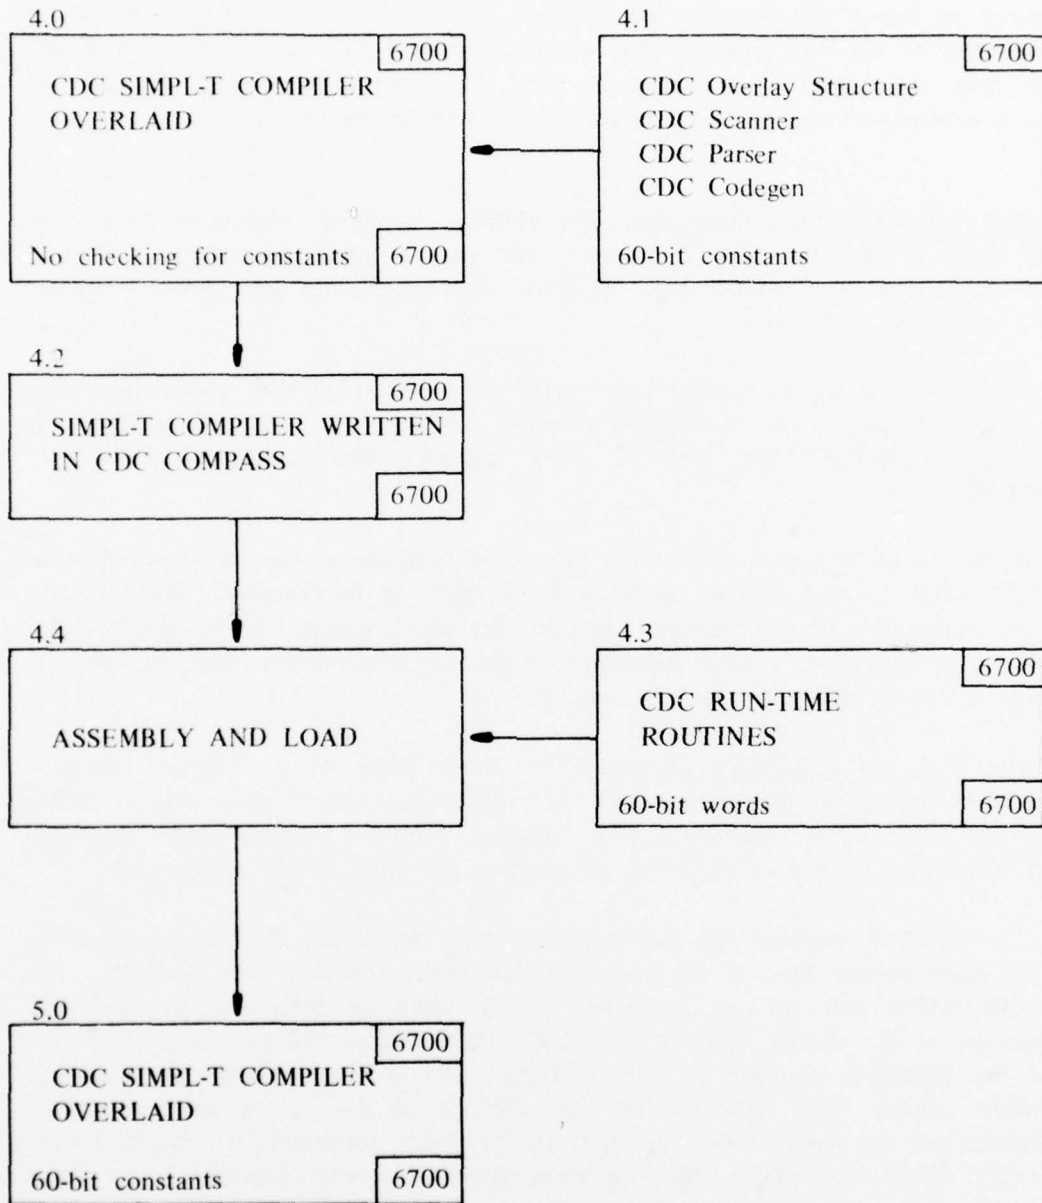 4.0
6700
CDC SIMPL-T COMPILER
OVERLAID
No checking for constants
6700
4.1
6700
CDC Overlay Structure
CDC Scanner
CDC Parser
CDC Codegen
60-bit constants
4.2
6700
SIMPL-T COMPILER WRITTEN
IN CDC COMPASS
6700
4.4
ASSEMBLY AND LOAD
4.3
6700
CDC RUN-TIME
ROUTINES
60-bit words
6700
5.0
6700
CDC SIMPL-T COMPILER
OVERLAID
60-bit constants
6700